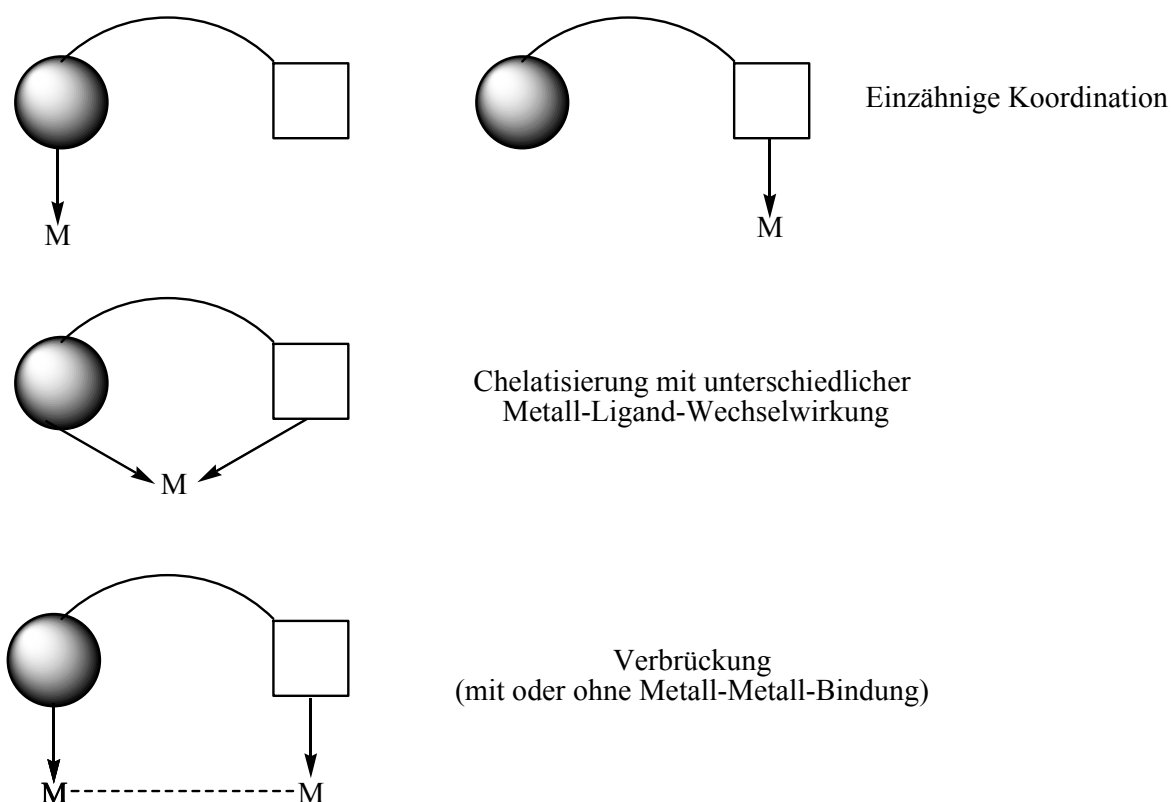 Einzähnige Koordination
M
M
Chelatisierung mit unterschiedlicher
Metall-Ligand-Wechselwirkung
M
Verbrückung
(mit oder ohne Metall-Metall-Bindung)
M
M